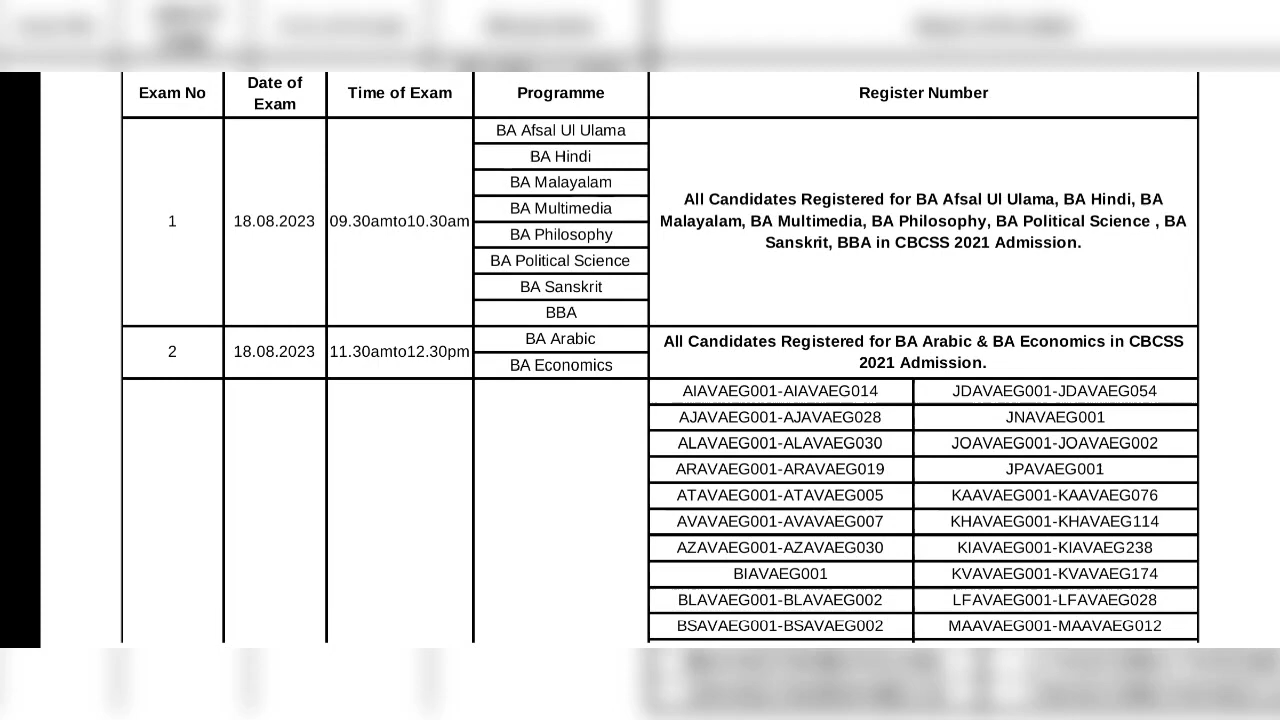 Exam No
Date of
Exam
Time of Exam
Programme
Register Number
1
18.08.2023
09.30amto10.30am
BA Afsal Ul Ulama
BA Hindi
BA Malayalam
BA Multimedia
BA Philosophy
BA Political Science
BA Sanskrit
BBA
All Candidates Registered for BA Afsal Ul Ulama, BA Hindi, BA
Malayalam, BA Multimedia, BA Philosophy, BA Political Science , BA
Sanskrit, BBA in CBCSS 2021 Admission.
2
18.08.2023
11.30amto12.30pm
BA Arabic
BA Economics
All Candidates Registered for BA Arabic & BA Economics in CBCSS
2021 Admission.
AIAVAEG001-AIAVAEG014 JDAVAEG001-JDAVAEG054
AJAVAEG001-AJAVAEG028 JNAVAEG001
ALAVAEG001-ALAVAEG030 JOAVAEG001-JOAVAEG002
ARAVAEG001-ARAVAEG019 JPAVAEG001
ATAVAEG001-ATAVAEG005 KAAVAEG001-KAAVAEG076
AVAVAEG001-AVAVAEG007 KHAVAEG001-KHAVAEG114
AZAVAEG001-AZAVAEG030 KIAVAEG001-KIAVAEG238
BIAVAEG001 KVAVAEG001-KVAVAEG174
BLAVAEG001-BLAVAEG002 LFAVAEG001-LFAVAEG028
BSAVAEG001-BSAVAEG002 MAAVAEG001-MAAVAEG012